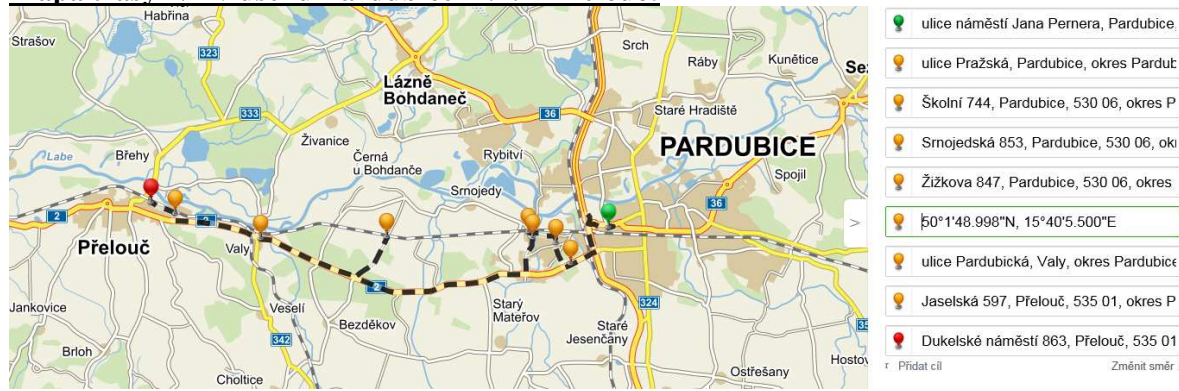 Habřina
Strašov
323
Srch
Ráby
Kunětice
Lázně
Bohdaneč
Se
333
36
Staré Hradiště
PARDUBICE
Živanice
Labe
Břehy
Černá
u Bohdanče
Rybitví
Spojil
Srnojedy
36
2
2
>
Přelouč
Valy
2
Jankovice
Veselí
Starý
Mateřov
324
Bezděkov
Staré
Jesenčany
35
342
Brloh
Hostov
Choltice
Ostřešany
ulice náměstí Jana Pernera, Pardubice,
ulice Pražská, Pardubice, okres Pardub
Školní 744, Pardubice, 530 06, okres P
Srnojedská 853, Pardubice, 530 06, ok
Žižkova 847, Pardubice, 530 06, okres
50°1'48.998"N, 15°40'5.500"E
ulice Pardubická, Valy, okres Pardubice
Jaselská 597, Přelouč, 535 01, okres P
Dukelské náměstí 863, Přelouč, 535 01
Přidat cíl
Změnit směr